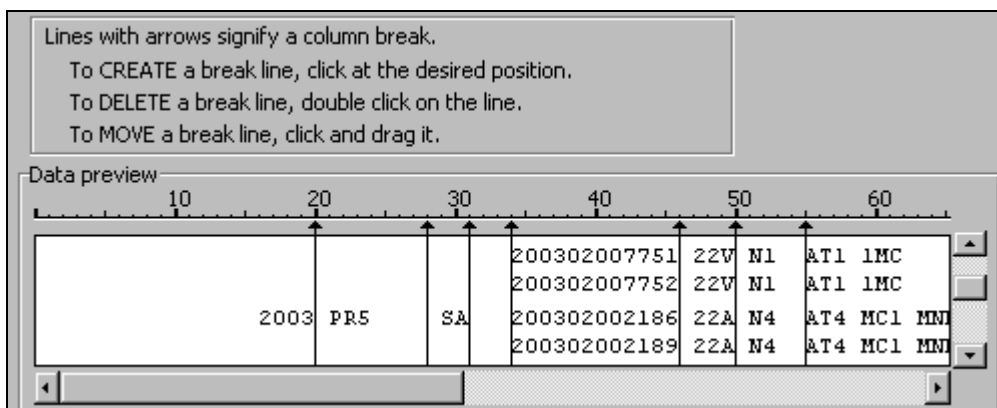 Lines with arrows signify a column break.
To CREATE a break line, click at the desired position.
To DELETE a break line, double click on the line.
To MOVE a break line, click and drag it.
Data preview
10 20 30 40 50 60
200302007751 22V N1 AT1 1MC
200302007752 22V N1 AT1 1MC
2003 PR5 SA 200302002186 22A N4 AT4 MC1
200302002189 22A N4 AT4 MC1